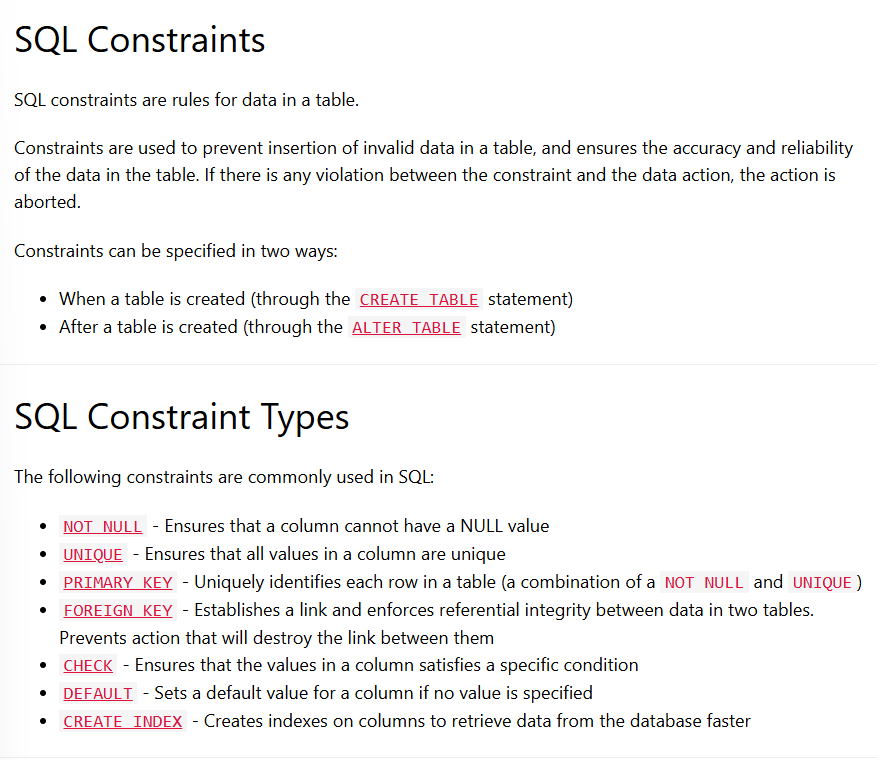 SQL Constraints
SQL constraints are rules for data in a table.
Constraints are used to prevent insertion of invalid data in a table, and ensures the accuracy and reliability
of the data in the table. If there is any violation between the constraint and the data action, the action is
aborted.
Constraints can be specified in two ways:
• When a table is created (through the CREATE TABLE statement)
• After a table is created (through the ALTER TABLE statement)
SQL Constraint Types
The following constraints are commonly used in SQL:
• NOT NULL - Ensures that a column cannot have a NULL value
• UNIQUE - Ensures that all values in a column are unique
• PRIMARY KEY - Uniquely identifies each row in a table (a combination of a NOT NULL and UNIQUE)
• FOREIGN KEY - Establishes a link and enforces referential integrity between data in two tables.
Prevents action that will destroy the link between them
• CHECK - Ensures that the values in a column satisfies a specific condition
• DEFAULT - Sets a default value for a column if no value is specified
• CREATE INDEX - Creates indexes on columns to retrieve data from the database faster